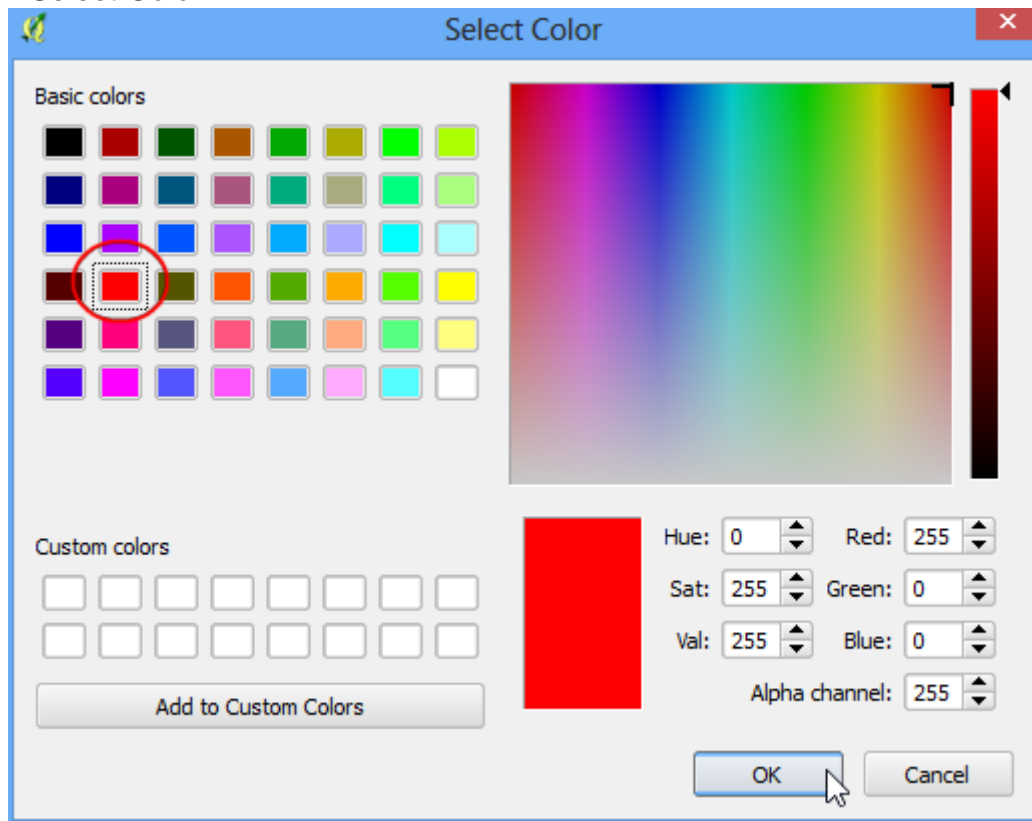 Select Color
Basic colors
Custom colors
Add to Custom Colors
Hue: 0 Red: 255
Sat: 255 Green: 0
Val: 255 Blue: 0
Alpha channel: 255
OK Cancel